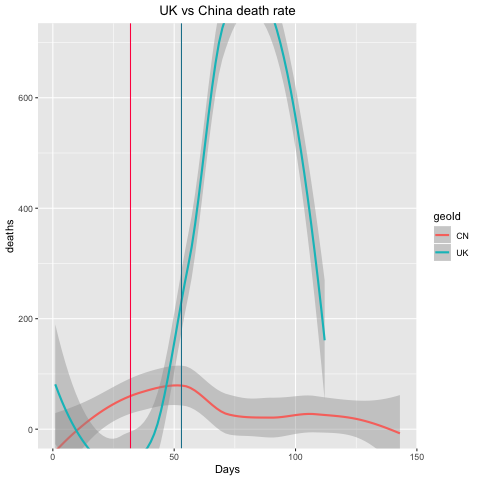 UK vs China death rate
600
400
200
0
deaths
0 50 100 150
Days
geoId
CN
UK